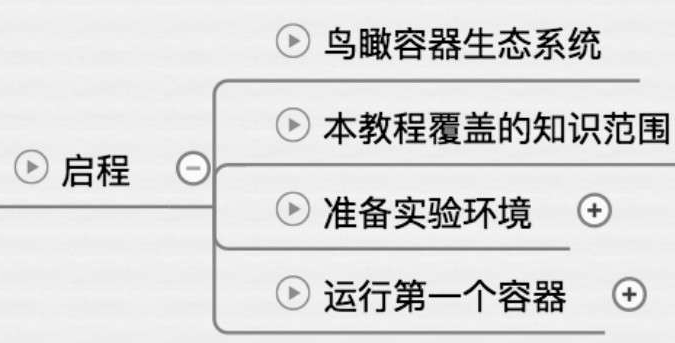 鸟瞰容器生态系统
本教程覆盖的知识范围
启程
准备实验环境
运行第一个容器